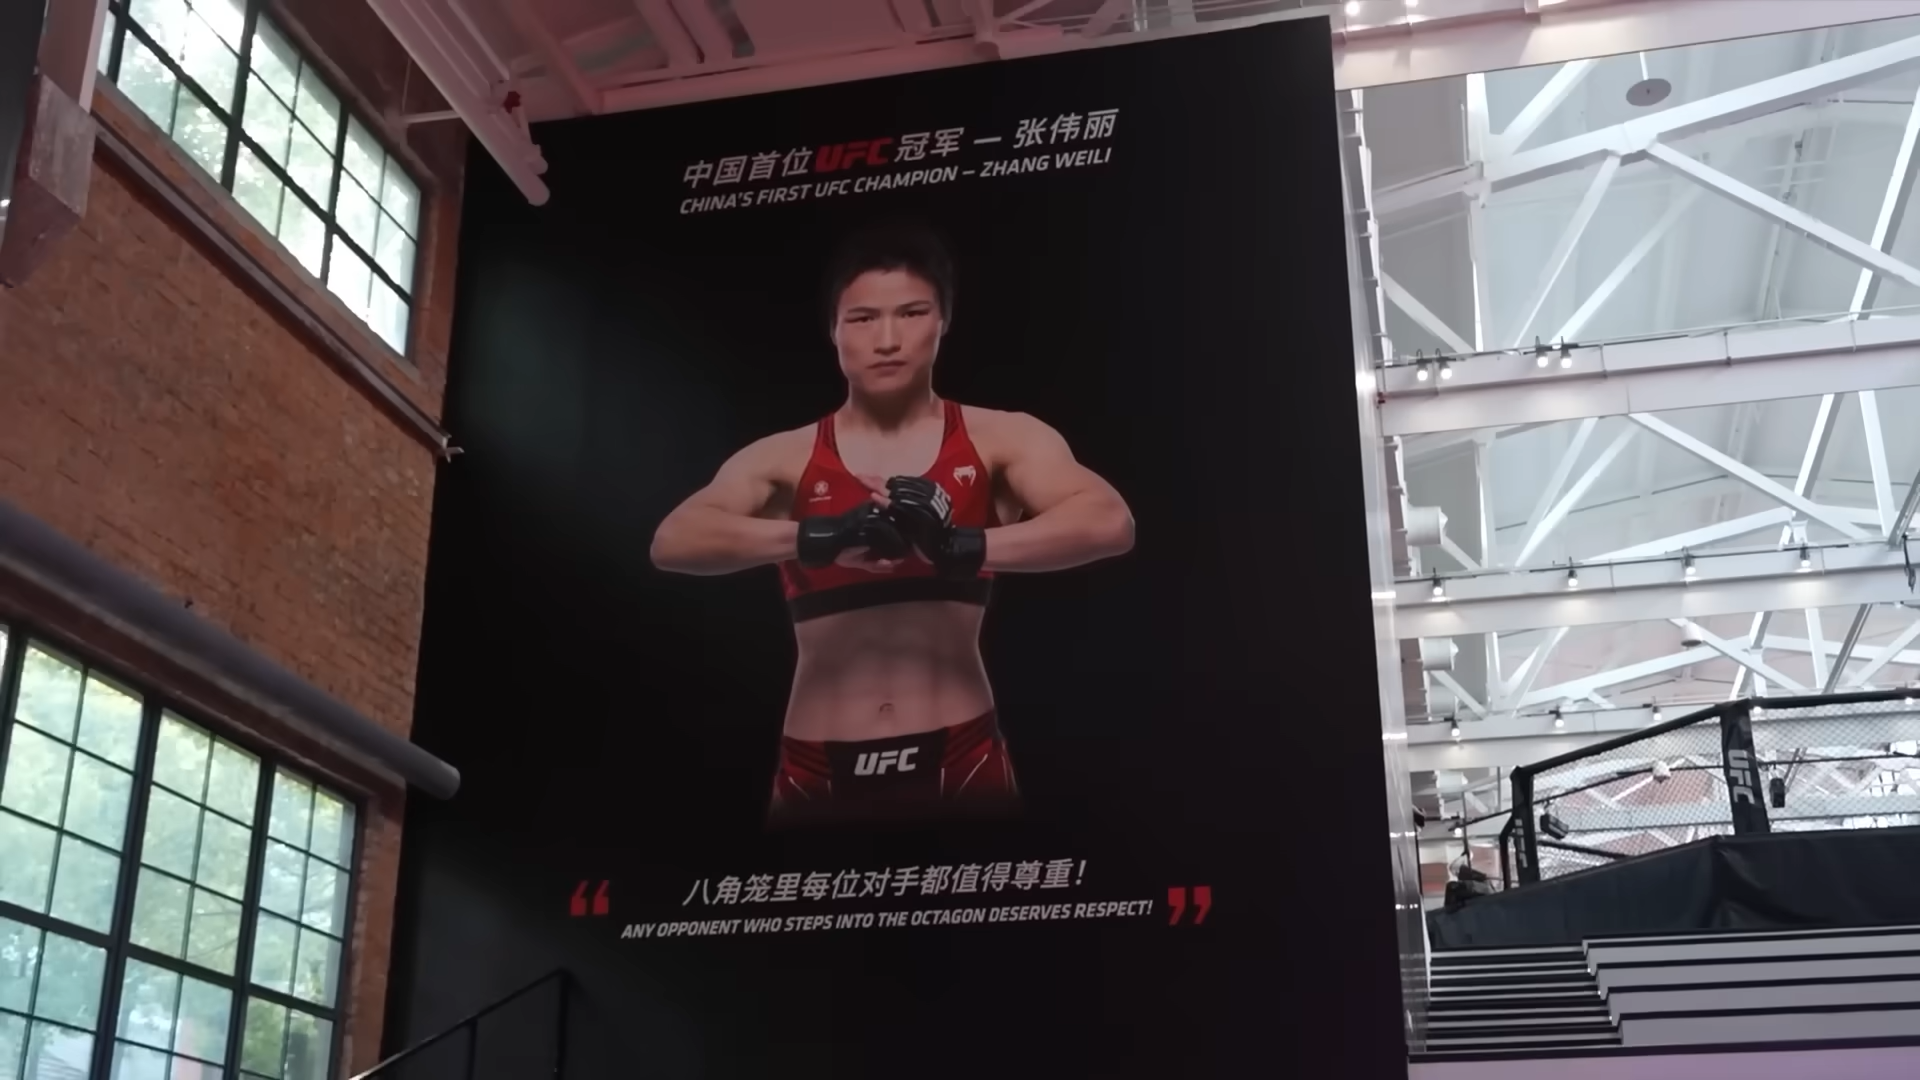 中国首位UFC冠军 – 张伟丽
CHINA'S FIRST UFC CHAMPION – ZHANG WEILI
UFC
UFC
“ 八角笼里每位对手都值得尊重! ”
ANY OPPONENT WHO STEPS INTO THE OCTAGON DESERVES RESPECT!
UFC